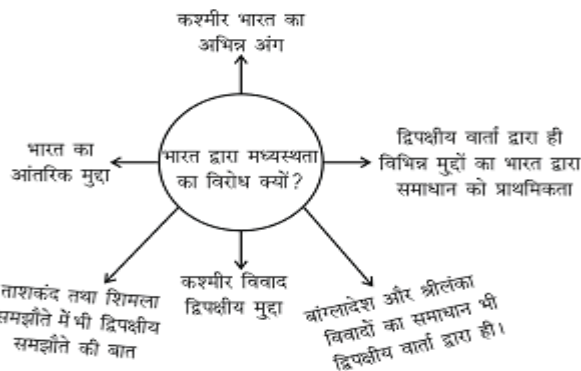 कश्मीर भारत का
अभिन्न अंग
भारत द्वारा मध्यस्थता
का विरोध क्यों?
भारत का
आंतरिक मुद्दा
द्विपक्षीय वार्ता द्वारा ही
विभिन्न मुद्दों का भारत द्वारा
समाधान को प्राथमिकता
ताशकंद तथा शिमला
समझौते में भी द्विपक्षीय
समझौते की बात
कश्मीर विवाद
द्विपक्षीय मुद्दा
बांग्लादेश और श्रीलंका
विवादों का समाधान भी
द्विपक्षीय वार्ता द्वारा ही।